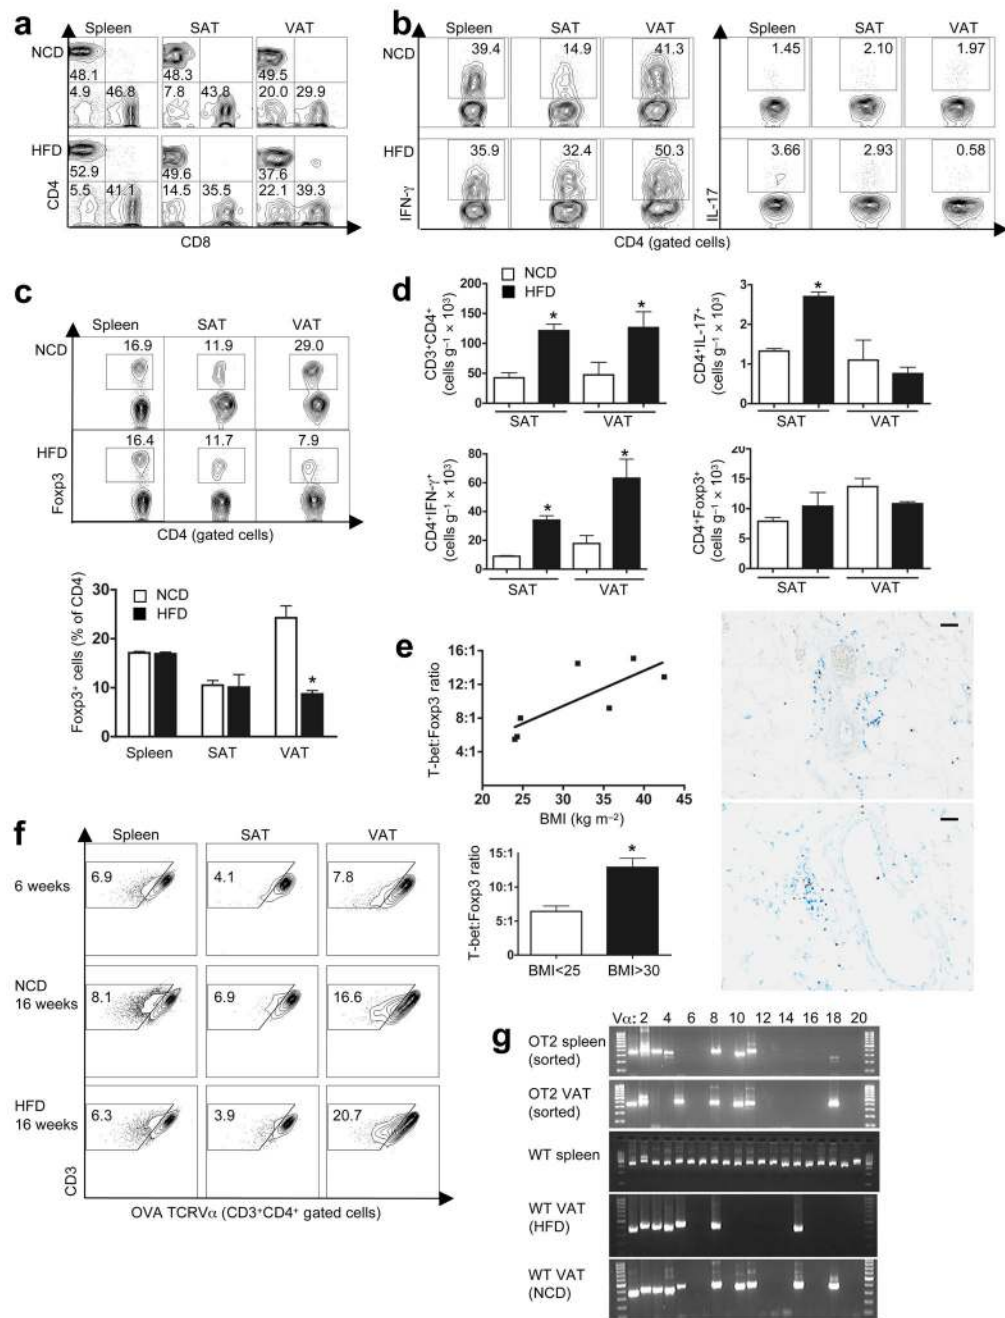 a
Spleen SAT VAT
NCD
48.1 48.3 49.5
4.9 46.8 7.8 43.8 20.0 29.9
HFD
52.9 49.6 37.6
5.5 41.1 14.5 35.5 22.1 39.3
CD4
CD8
b
Spleen SAT VAT Spleen SAT VAT
NCD
39.4 14.9 41.3 1.45 2.10 1.97
HFD
35.9 32.4 50.3 3.66 2.93 0.58
IFN-γ
IL-17
CD4 (gated cells)
c
Spleen SAT VAT
NCD
16.9 11.9 29.0
HFD
16.4 11.7 7.9
Foxp3
CD4 (gated cells)
Foxp3⁺ cells (% of CD4)
30
20
10
0
NCD
HFD
*
Spleen SAT VAT
d
NCD
HFD
CD3⁺CD4⁺
(cells g⁻¹ × 10³)
200
150
100
50
0
* *
SAT VAT
CD4⁺IL-17⁺
(cells g⁻¹ × 10³)
3
2
1
0
*
SAT VAT
CD4⁺IFN-γ⁺
(cells g⁻¹ × 10³)
100
80
60
40
20
0
* *
SAT VAT
CD4⁺Foxp3⁺
(cells g⁻¹ × 10³)
20
15
10
5
0
SAT VAT
e
T-bet:Foxp3 ratio
16:1
12:1
8:1
4:1
20 25 30 35 40 45
BMI (kg m⁻²)
T-bet:Foxp3 ratio
15:1
10:1
5:1
0
*
BMI<25 BMI>30
f
Spleen SAT VAT
6 weeks
6.9 4.1 7.8
NCD
16 weeks
8.1 6.9 16.6
HFD
16 weeks
6.3 3.9 20.7
CD3
OVA TCRVα (CD3⁺CD4⁺ gated cells)
g
Vα: 2 4 6 8 10 12 14 16 18 20
OT2 spleen
(sorted)
OT2 VAT
(sorted)
WT spleen
WT VAT
(HFD)
WT VAT
(NCD)